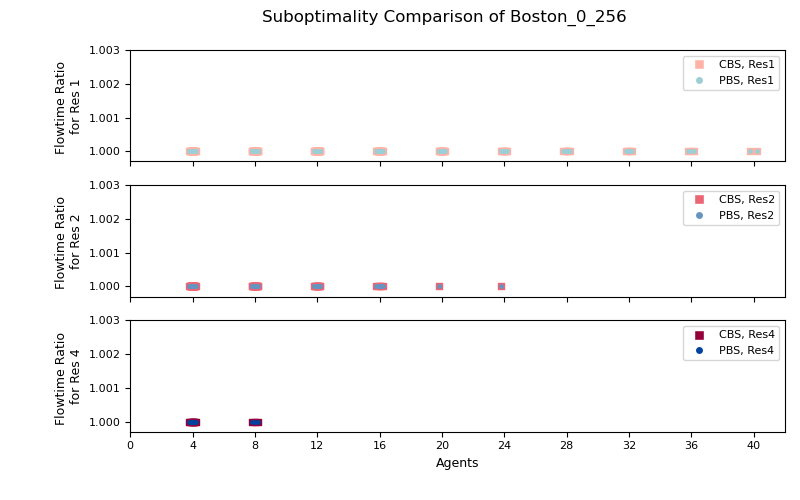 Suboptimality Comparison of Boston_0_256
Flowtime Ratio
for Res 1
1.003
1.002
1.001
1.000
CBS, Res1
PBS, Res1
Flowtime Ratio
for Res 2
1.003
1.002
1.001
1.000
CBS, Res2
PBS, Res2
Flowtime Ratio
for Res 4
1.003
1.002
1.001
1.000
CBS, Res4
PBS, Res4
0 4 8 12 16 20 24 28 32 36 40
Agents